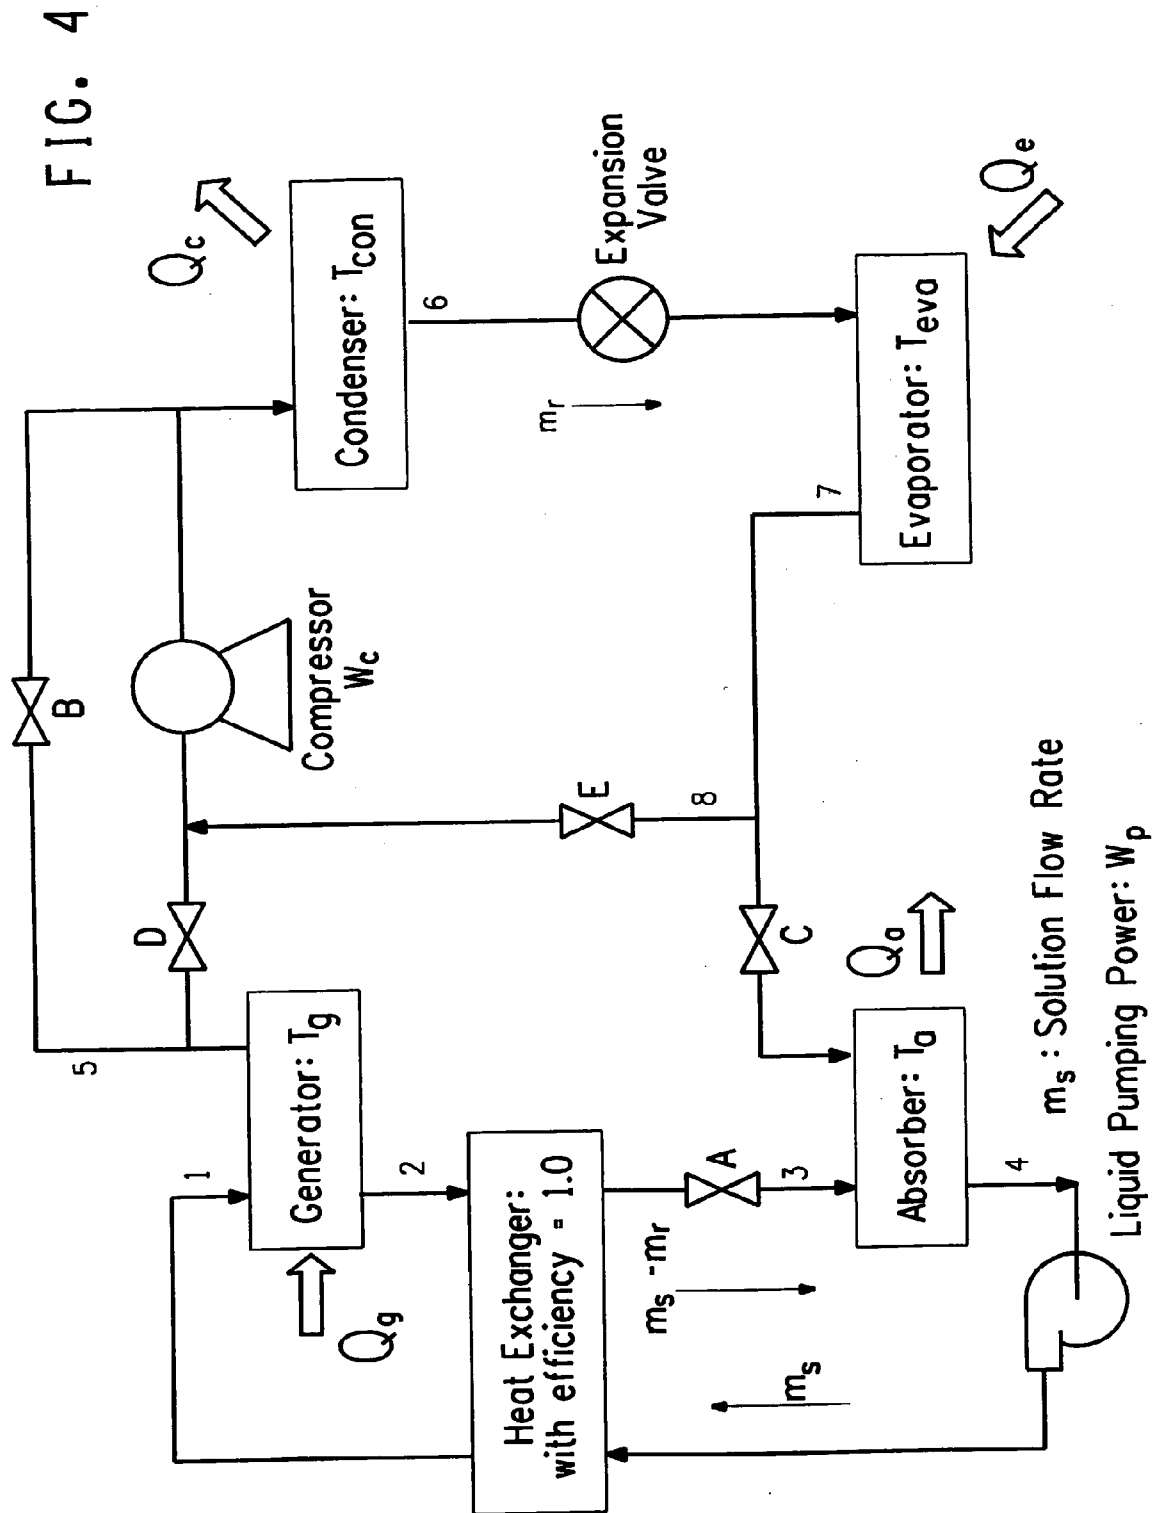 FIG. 4
Qc
Condenser: Tcon
6
Expansion
Valve
mr
Qe
Evaporator: Teva
7
B
Compressor
Wc
D
E
8
C
5
Generator: Tg
Qg
1
2
Heat Exchanger:
with efficiency = 1.0
A
3
ms -mr
ms
Qa
Absorber: Ta
4
ms: Solution Flow Rate
Liquid Pumping Power: Wp